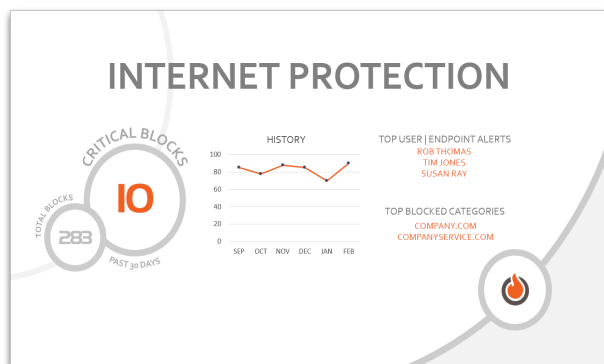 INTERNET PROTECTION
CRITICAL BLOCKS
10
PAST 30 DAYS
TOTAL BLOCKS
283
HISTORY
100
80
60
40
20
0
SEP OCT NOV DEC JAN FEB
TOP USER | ENDPOINT ALERTS
ROB THOMAS
TIM JONES
SUSAN RAY
TOP BLOCKED CATEGORIES
COMPANY.COM
COMPANYSERVICE.COM